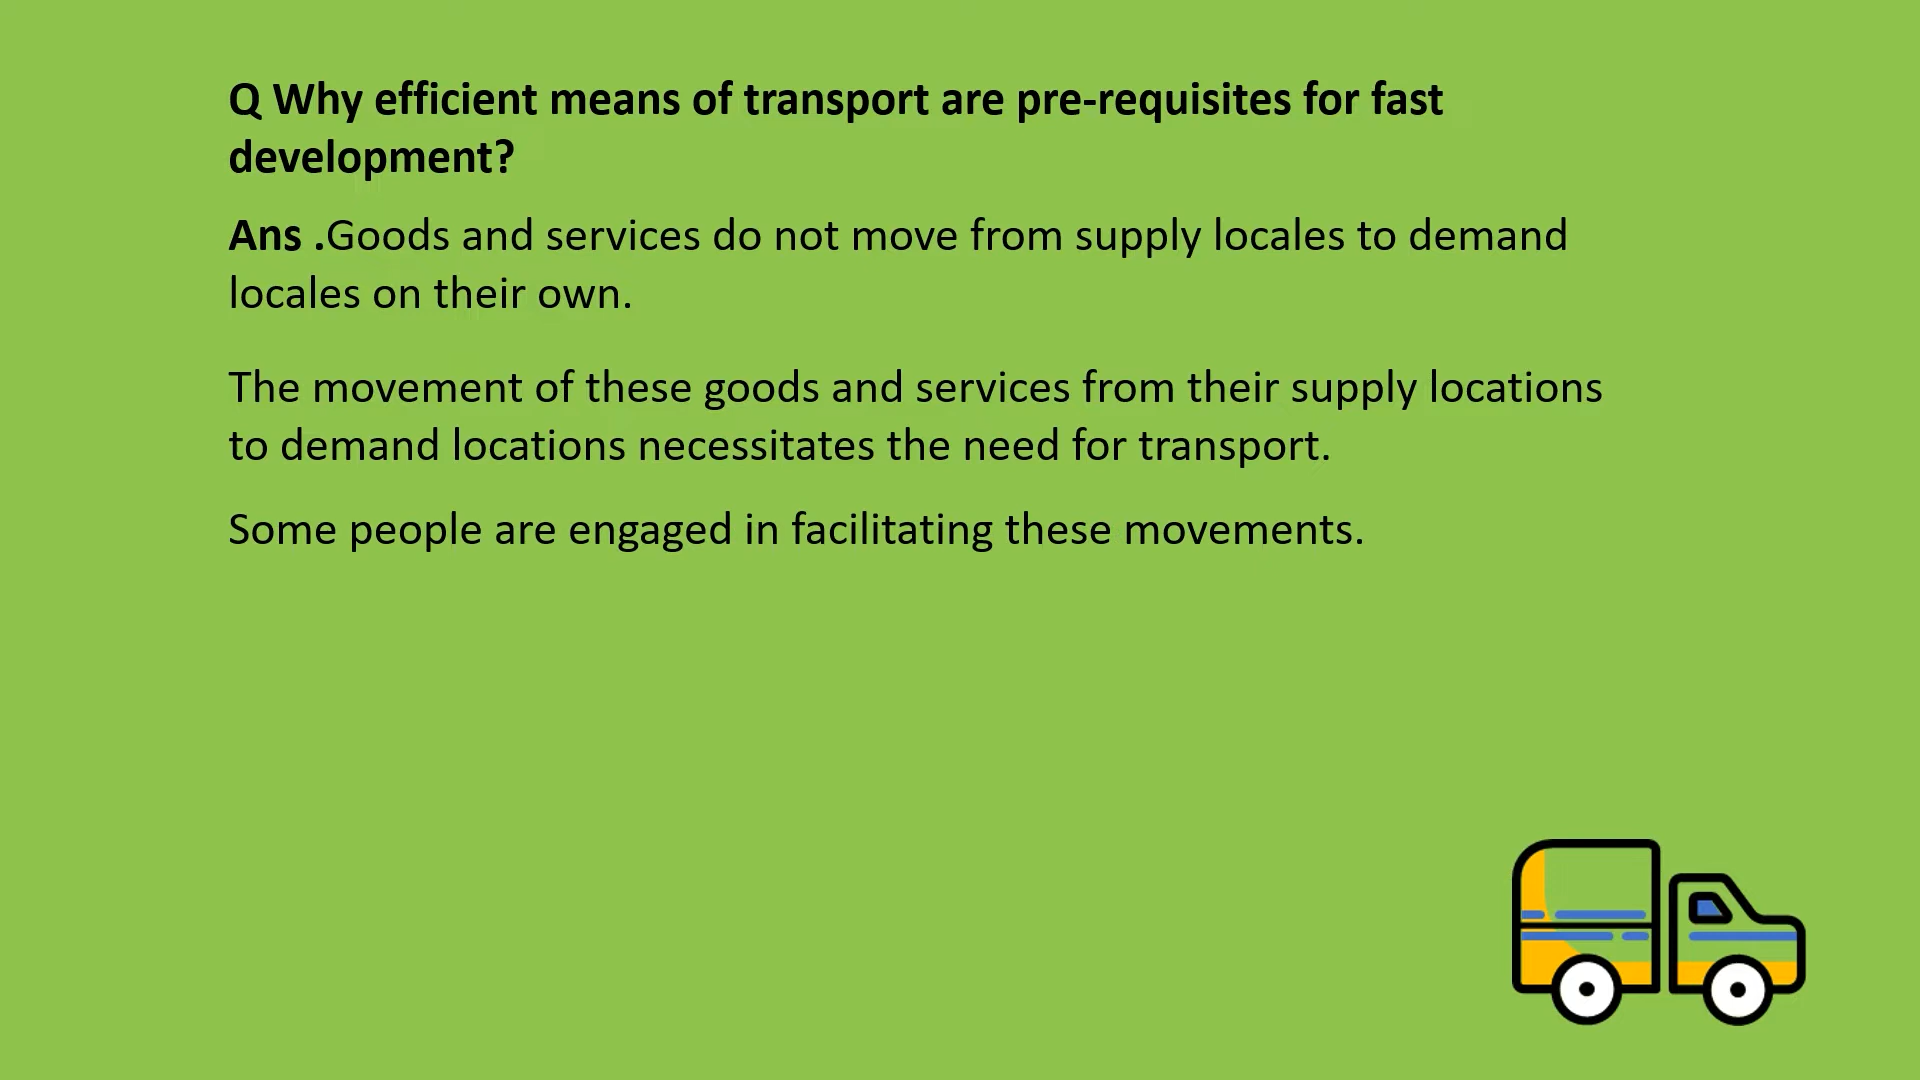 Q Why efficient means of transport are pre-requisites for fast
development?
Ans .Goods and services do not move from supply locales to demand
locales on their own.
The movement of these goods and services from their supply locations
to demand locations necessitates the need for transport.
Some people are engaged in facilitating these movements.